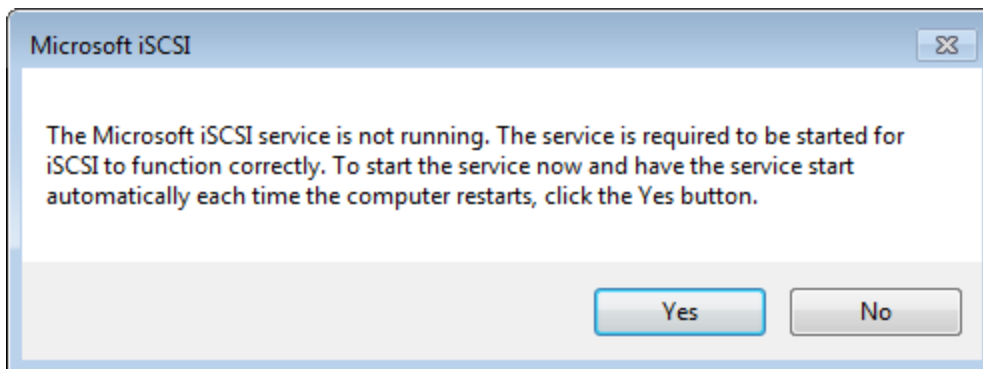 Microsoft iSCSI
The Microsoft iSCSI service is not running. The service is required to be started for
iSCSI to function correctly. To start the service now and have the service start
automatically each time the computer restarts, click the Yes button.
Yes
No